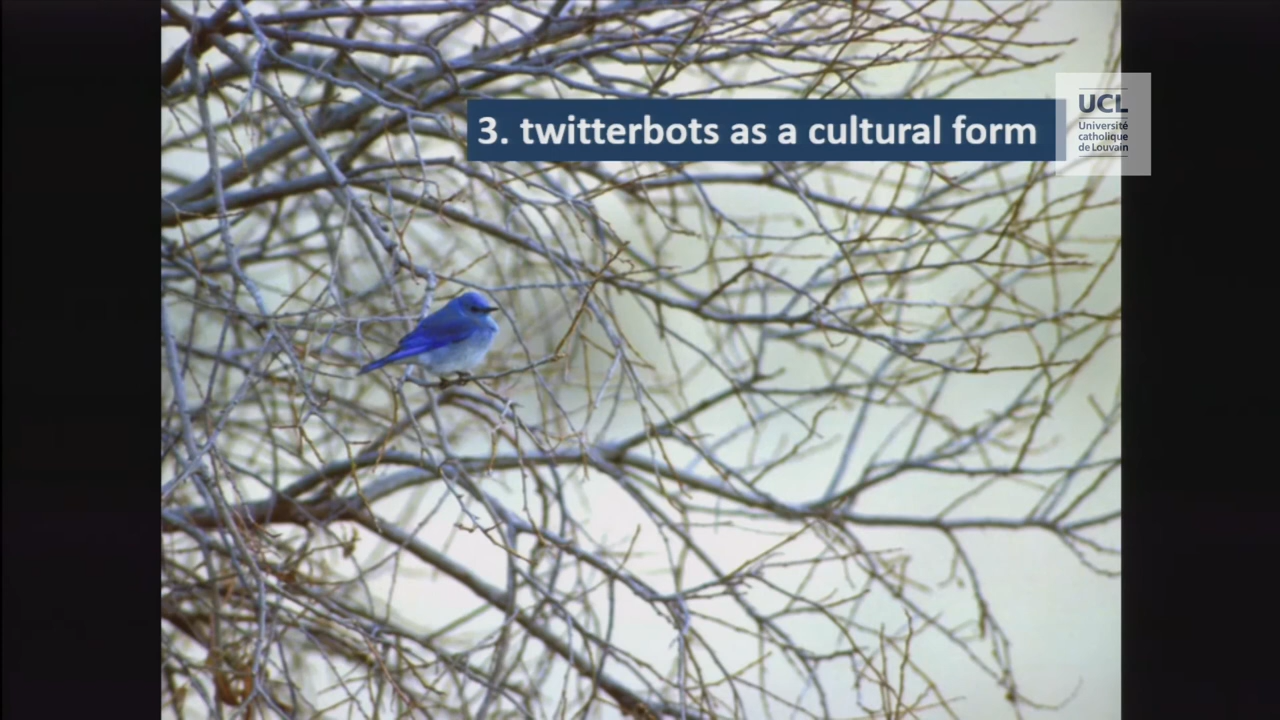 3. twitterbots as a cultural form
UCL
Université
catholique
de Louvain